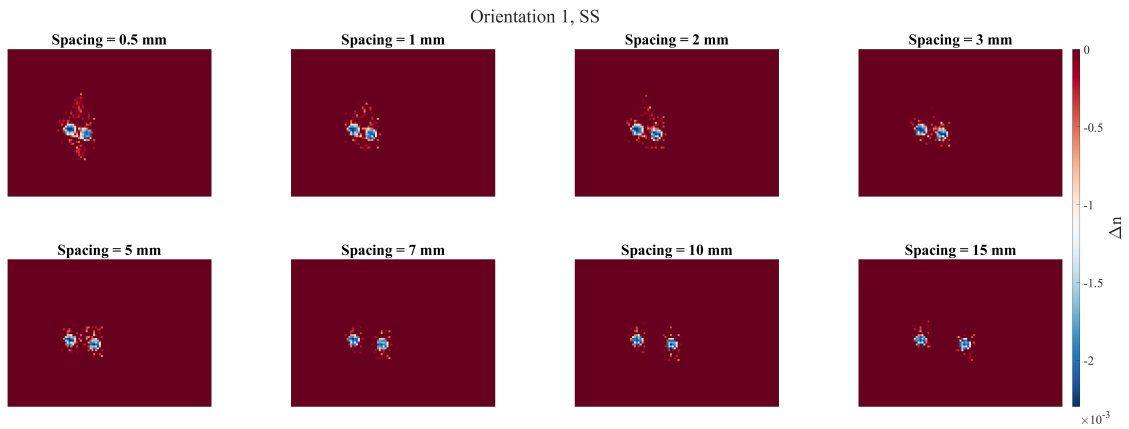 Orientation 1, SS
Spacing = 0.5 mm
Spacing = 1 mm
Spacing = 2 mm
Spacing = 3 mm
0
-0.5
-1
-1.5
-2
Δn
×10⁻³
Spacing = 5 mm
Spacing = 7 mm
Spacing = 10 mm
Spacing = 15 mm